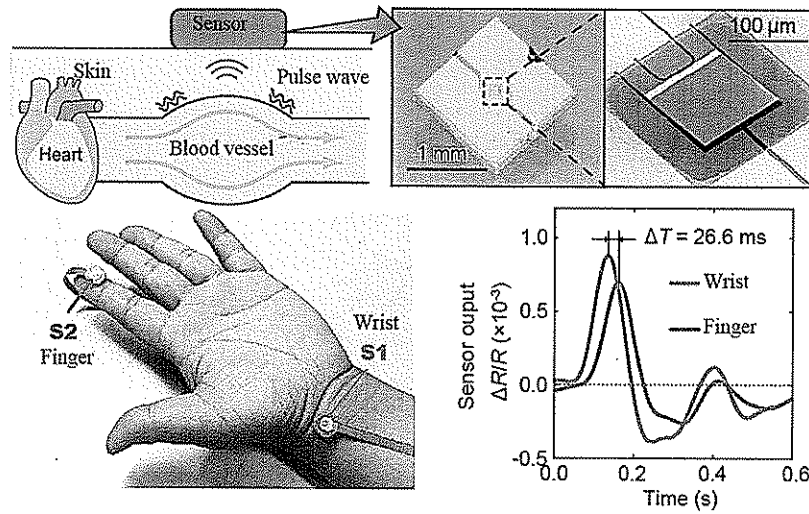 Sensor
Skin
Pulse wave
Heart
Blood vessel
1 mm
100 µm
S2
Finger
Wrist
S1
ΔT = 26.6 ms
Wrist
Finger
Sensor ouput
ΔR/R (×10⁻³)
1.0
0.5
0.0
-0.5
0.0
0.2
0.4
0.6
Time (s)